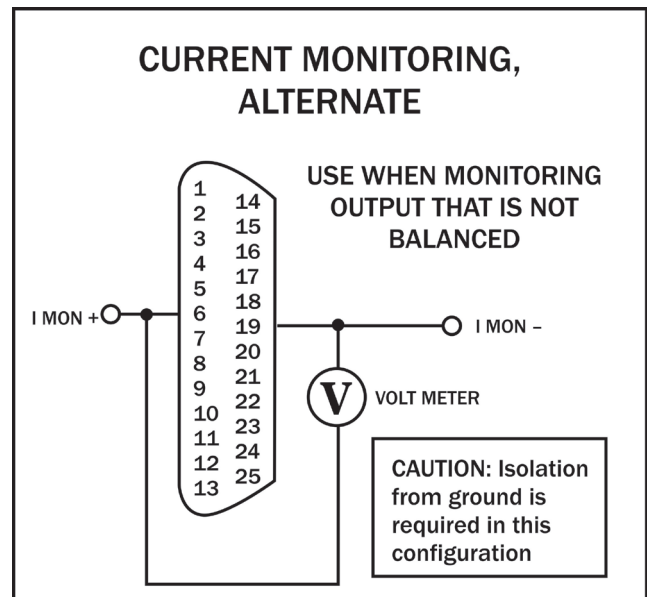 CURRENT MONITORING,
ALTERNATE
USE WHEN MONITORING
OUTPUT THAT IS NOT
BALANCED
1
2
3
4
5
6
7
8
9
10
11
12
13
14
15
16
17
18
19
20
21
22
23
24
25
I MON +
I MON –
V
VOLT METER
CAUTION: Isolation
from ground is
required in this
configuration